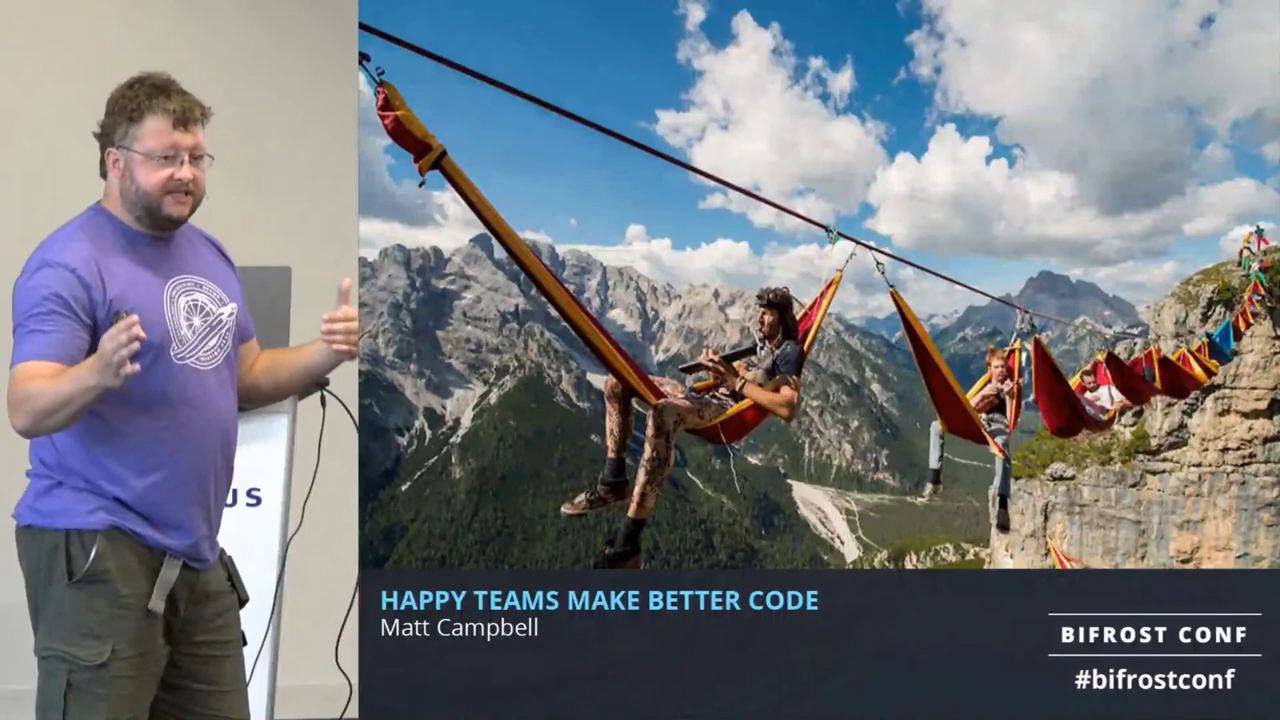 US
HAPPY TEAMS MAKE BETTER CODE
Matt Campbell
BIFROST CONF
#bifrostconf